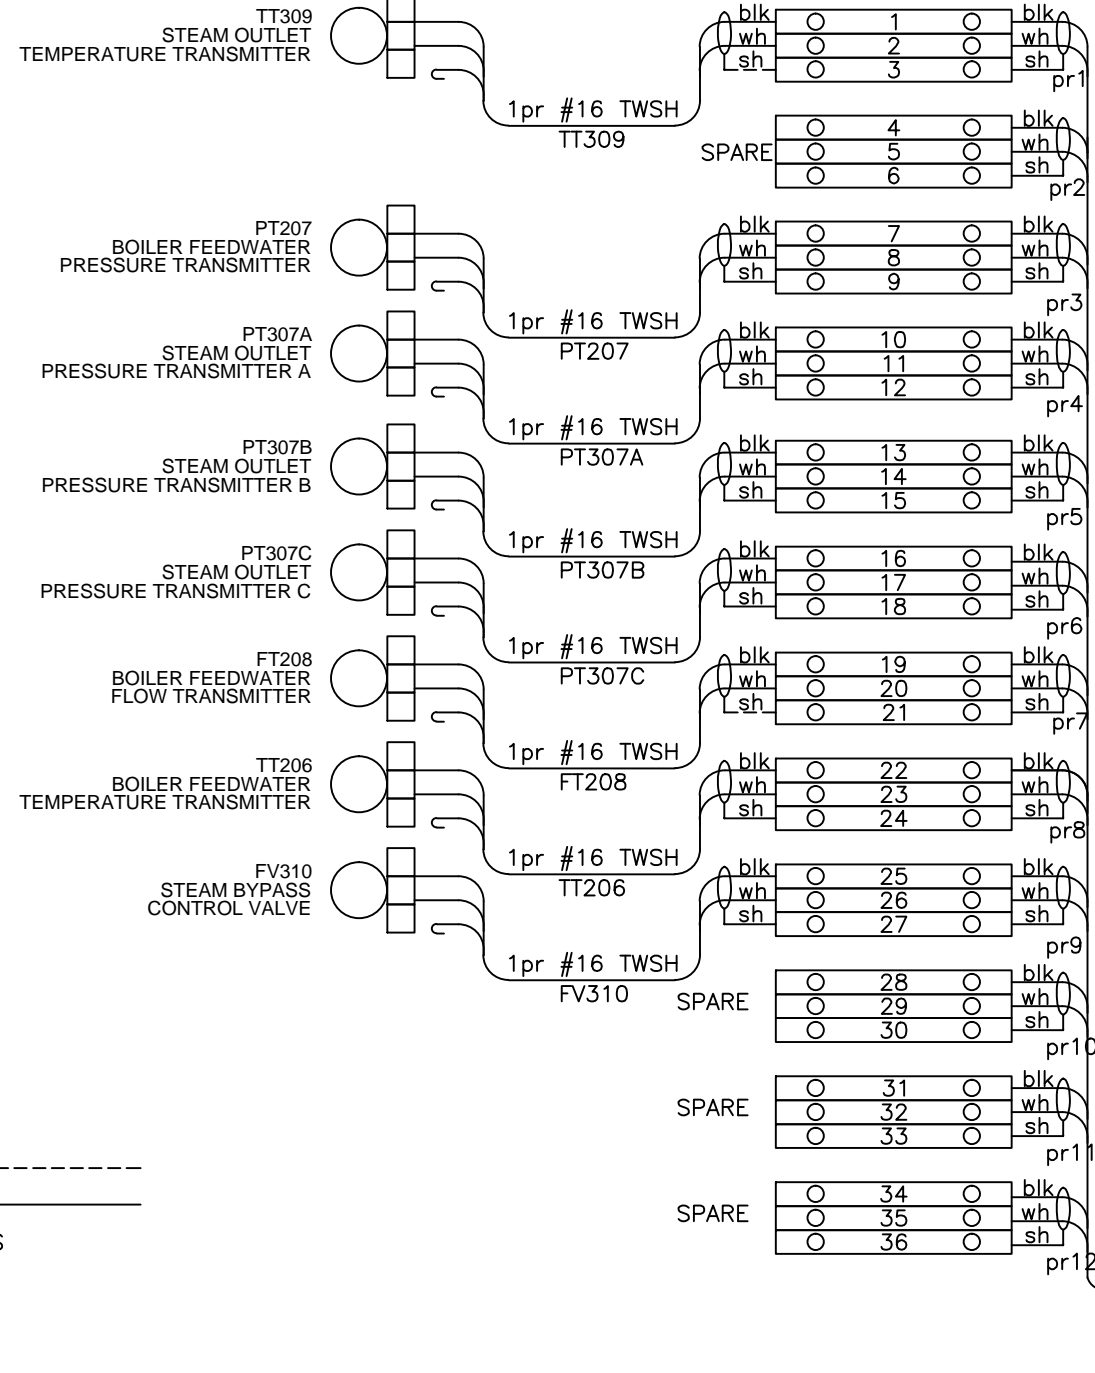 TT309
STEAM OUTLET
TEMPERATURE TRANSMITTER
1pr #16 TWSH
TT309
blk 1 blk
wh 2 wh
sh 3 sh
pr1
SPARE
4 blk
5 wh
6 sh
pr2
PT207
BOILER FEEDWATER
PRESSURE TRANSMITTER
1pr #16 TWSH
PT207
blk 7 blk
wh 8 wh
sh 9 sh
pr3
PT307A
STEAM OUTLET
PRESSURE TRANSMITTER A
1pr #16 TWSH
PT307A
blk 10 blk
wh 11 wh
sh 12 sh
pr4
PT307B
STEAM OUTLET
PRESSURE TRANSMITTER B
1pr #16 TWSH
PT307B
blk 13 blk
wh 14 wh
sh 15 sh
pr5
PT307C
STEAM OUTLET
PRESSURE TRANSMITTER C
1pr #16 TWSH
PT307C
blk 16 blk
wh 17 wh
sh 18 sh
pr6
FT208
BOILER FEEDWATER
FLOW TRANSMITTER
1pr #16 TWSH
FT208
blk 19 blk
wh 20 wh
sh 21 sh
pr7
TT206
BOILER FEEDWATER
TEMPERATURE TRANSMITTER
1pr #16 TWSH
TT206
blk 22 blk
wh 23 wh
sh 24 sh
pr8
FV310
STEAM BYPASS
CONTROL VALVE
1pr #16 TWSH
FV310
blk 25 blk
wh 26 wh
sh 27 sh
pr9
SPARE
28 blk
29 wh
30 sh
pr10
SPARE
31 blk
32 wh
33 sh
pr11
SPARE
34 blk
35 wh
36 sh
pr12